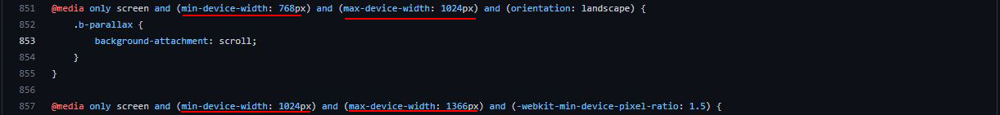 851 @media only screen and (min-device-width: 768px) and (max-device-width: 1024px) and (orientation: landscape) {
852 .b-parallax {
853 background-attachment: scroll;
854 }
855 }
856
857 @media only screen and (min-device-width: 1024px) and (max-device-width: 1366px) and (-webkit-min-device-pixel-ratio: 1.5) {